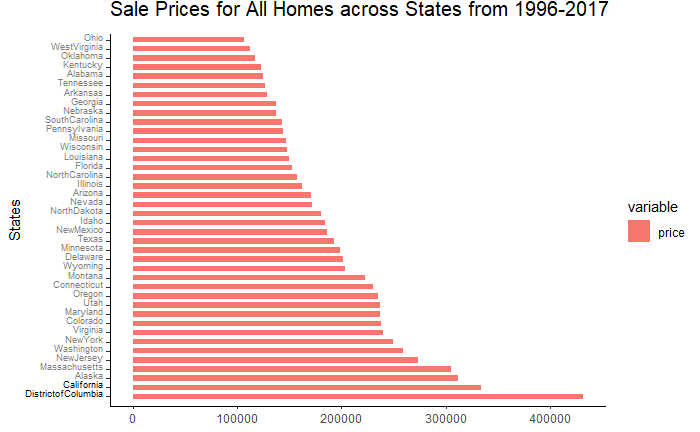 Sale Prices for All Homes across States from 1996-2017
Ohio
WestVirginia
Oklahoma
Kentucky
Alabama
Tennessee
Arkansas
Georgia
Nebraska
SouthCarolina
Pennsylvania
Missouri
Wisconsin
Louisiana
Florida
NorthCarolina
Illinois
Arizona
Nevada
NorthDakota
Idaho
NewMexico
Texas
Minnesota
Delaware
Wyoming
Montana
Connecticut
Oregon
Utah
Maryland
Colorado
Virginia
NewYork
Washington
NewJersey
Massachusetts
Alaska
California
DistrictofColumbia
States
0 100000 200000 300000 400000
variable
price